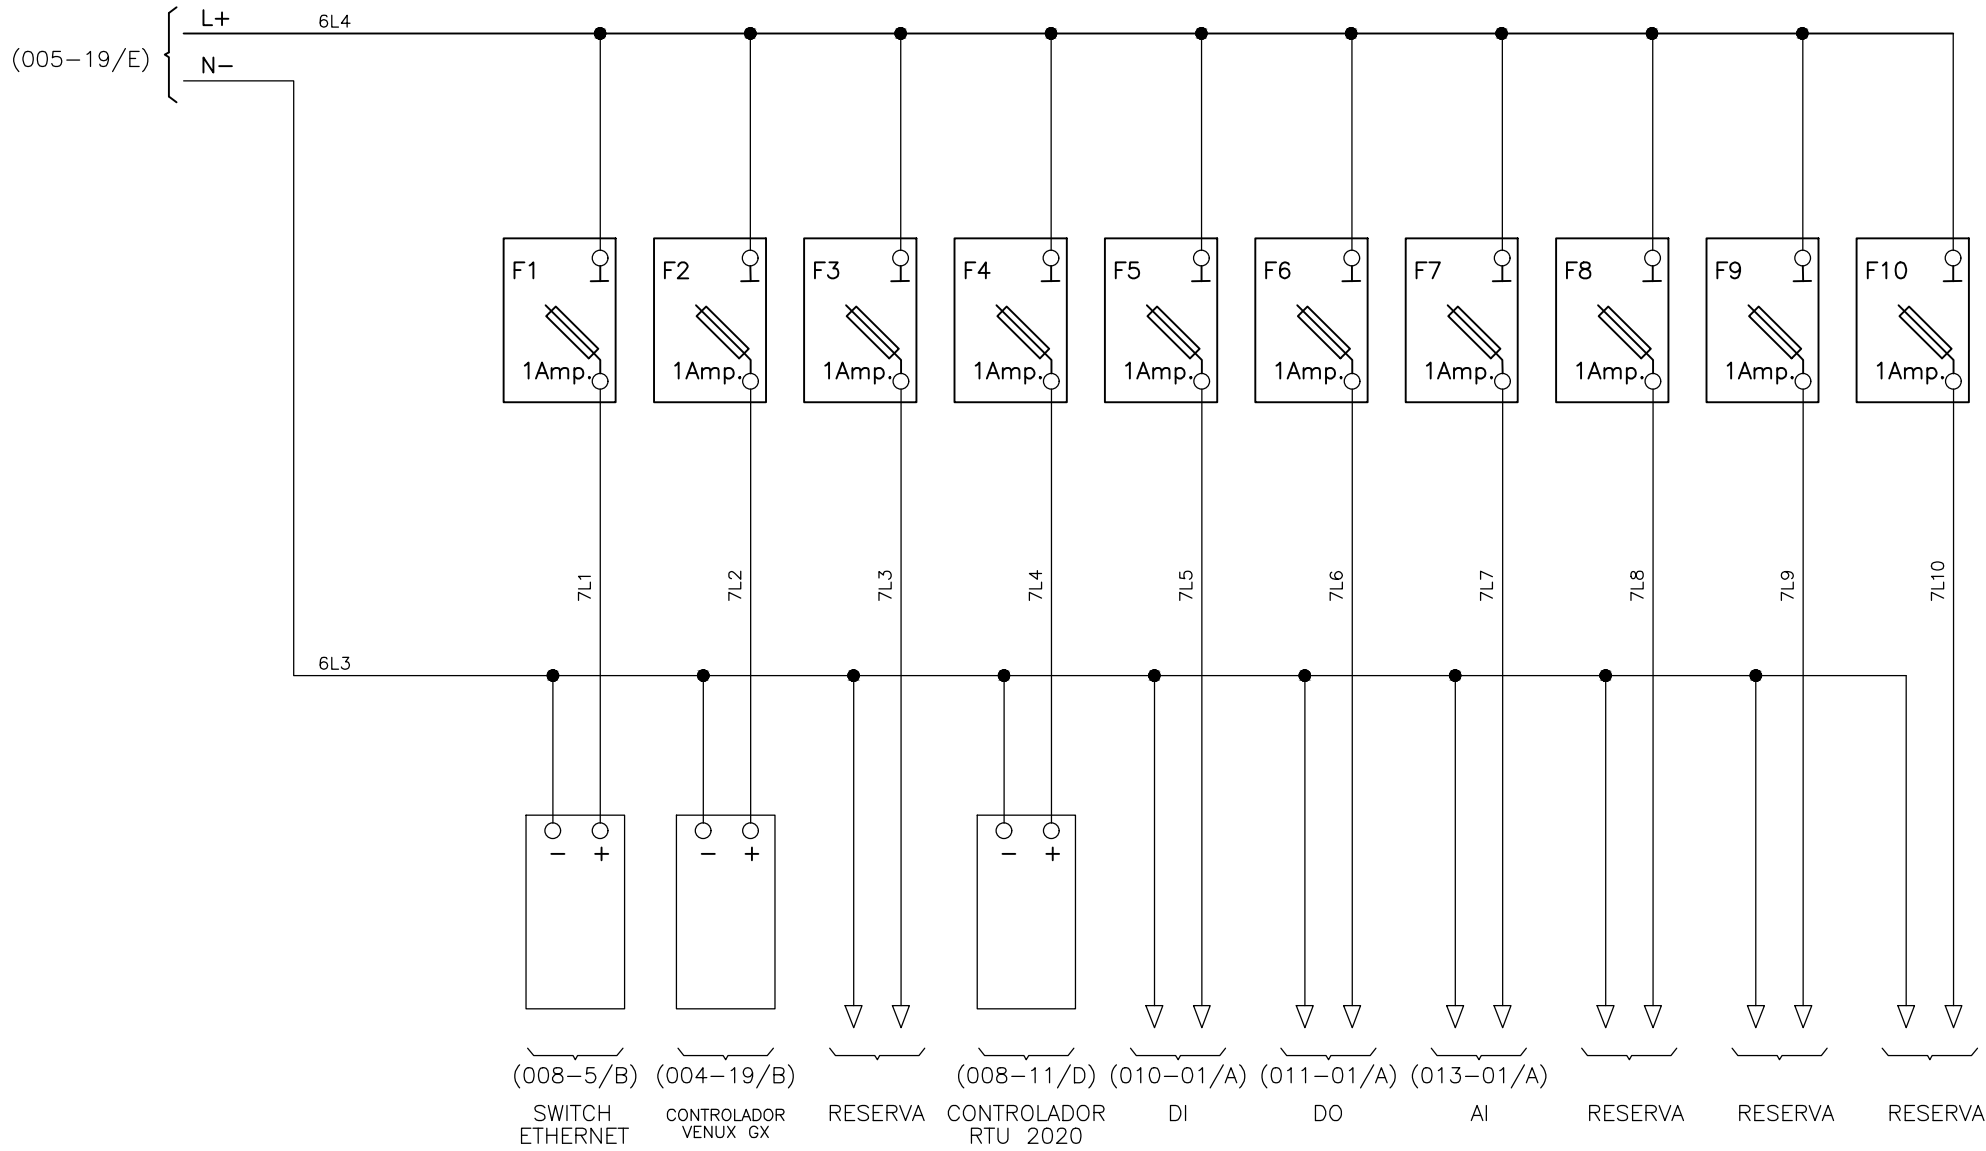 L+
6L4
(005-19/E)
N-
F1
F2
F3
F4
F5
F6
F7
F8
F9
F10
1Amp.
1Amp.
1Amp.
1Amp.
1Amp.
1Amp.
1Amp.
1Amp.
1Amp.
1Amp.
7L1
7L2
7L3
7L4
7L5
7L6
7L7
7L8
7L9
7L10
6L3
- +
- +
- +
(008-5/B)
(004-19/B)
(008-11/D)
(010-01/A)
(011-01/A)
(013-01/A)
SWITCH
ETHERNET
CONTROLADOR
VENUX GX
RESERVA
CONTROLADOR
RTU 2020
DI
DO
AI
RESERVA
RESERVA
RESERVA